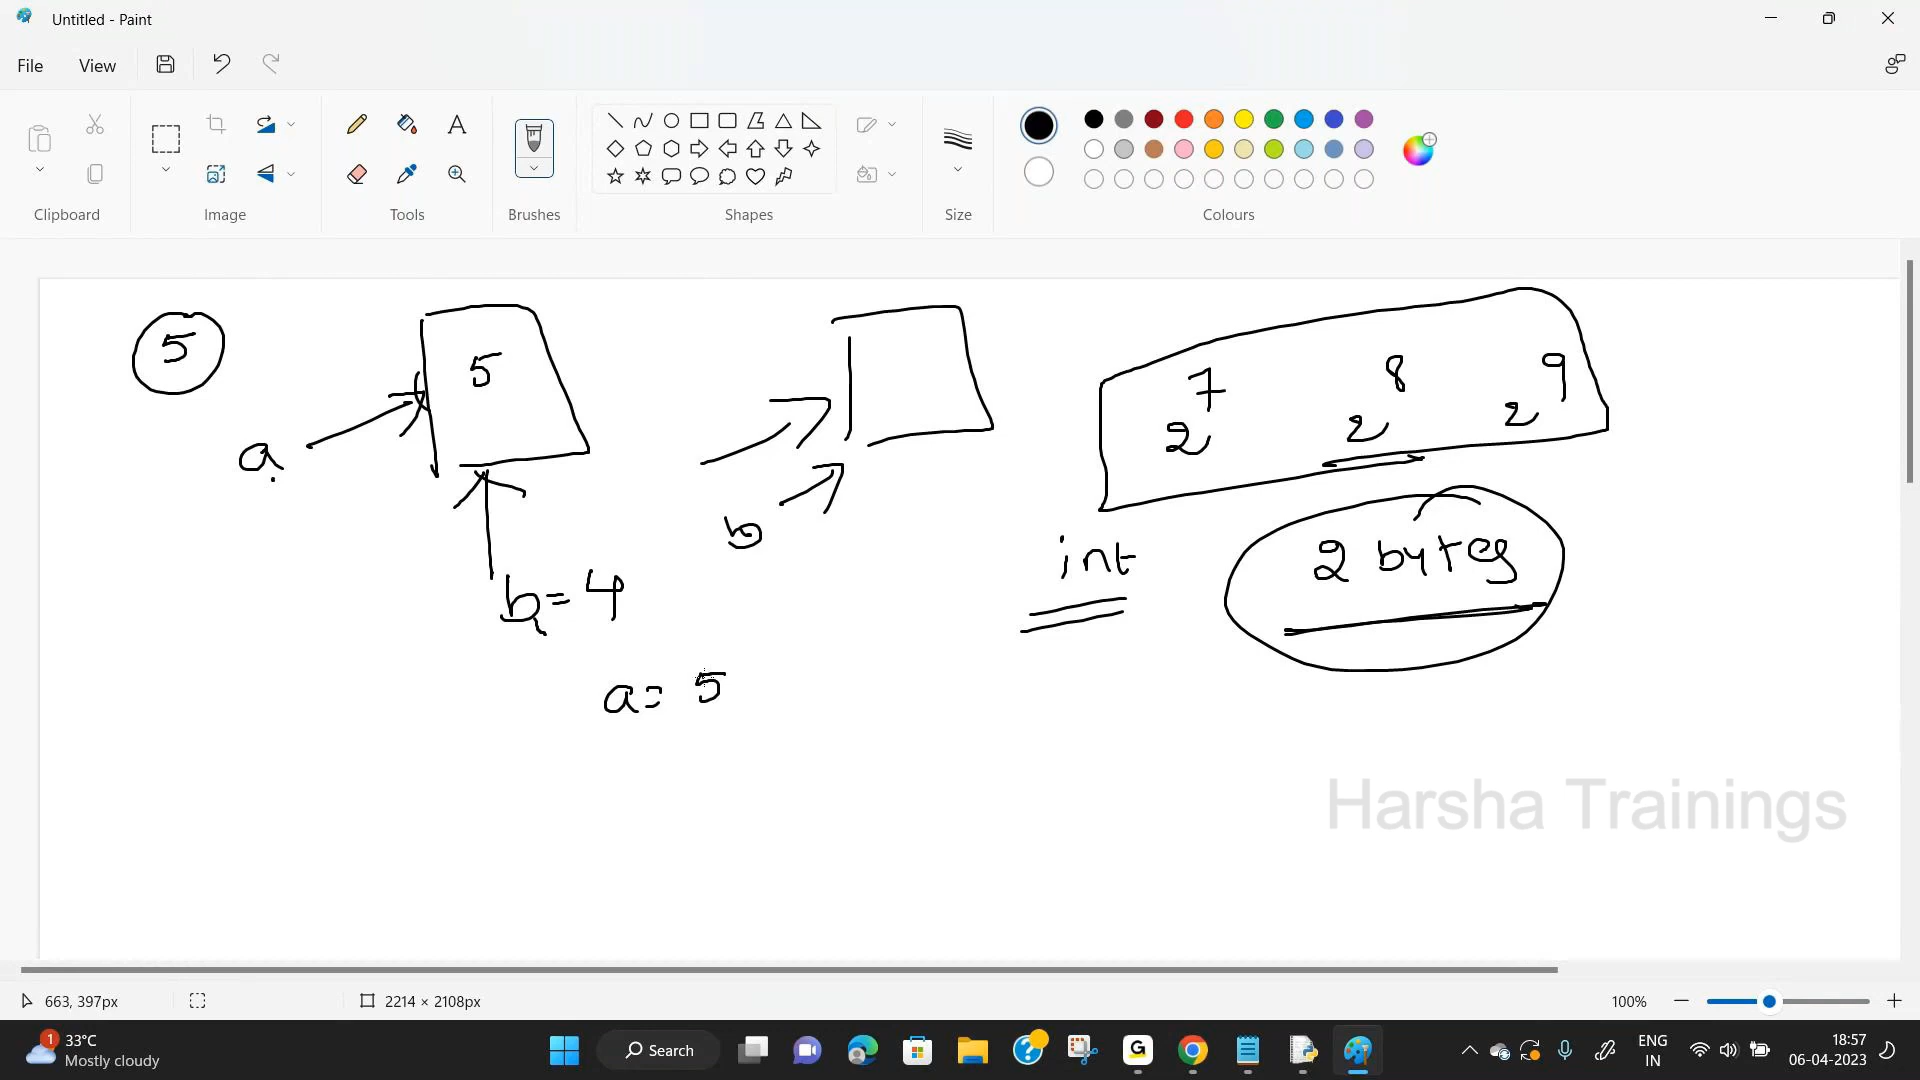 Untitled - Paint
File View
Clipboard Image Tools Brushes Shapes Size Colours
5
5
a
b = 4
a = 5
b
2^7 2^8 2^9
int 2 bytes
Harsha Trainings
663, 397px 2214 × 2108px 100%
1 33°C
Mostly cloudy
Search
ENG
IN
18:57
06-04-2023